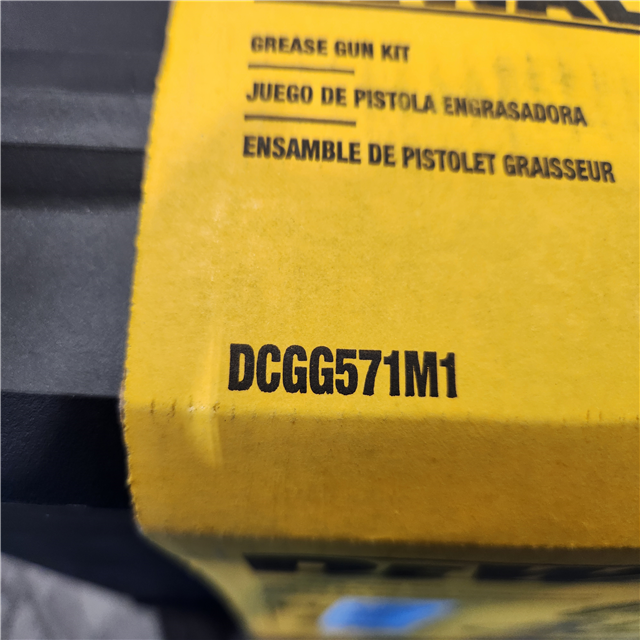 GREASE GUN KIT
JUEGO DE PISTOLA ENGRASADORA
ENSAMBLE DE PISTOLET GRAISSEUR
DCGG571M1